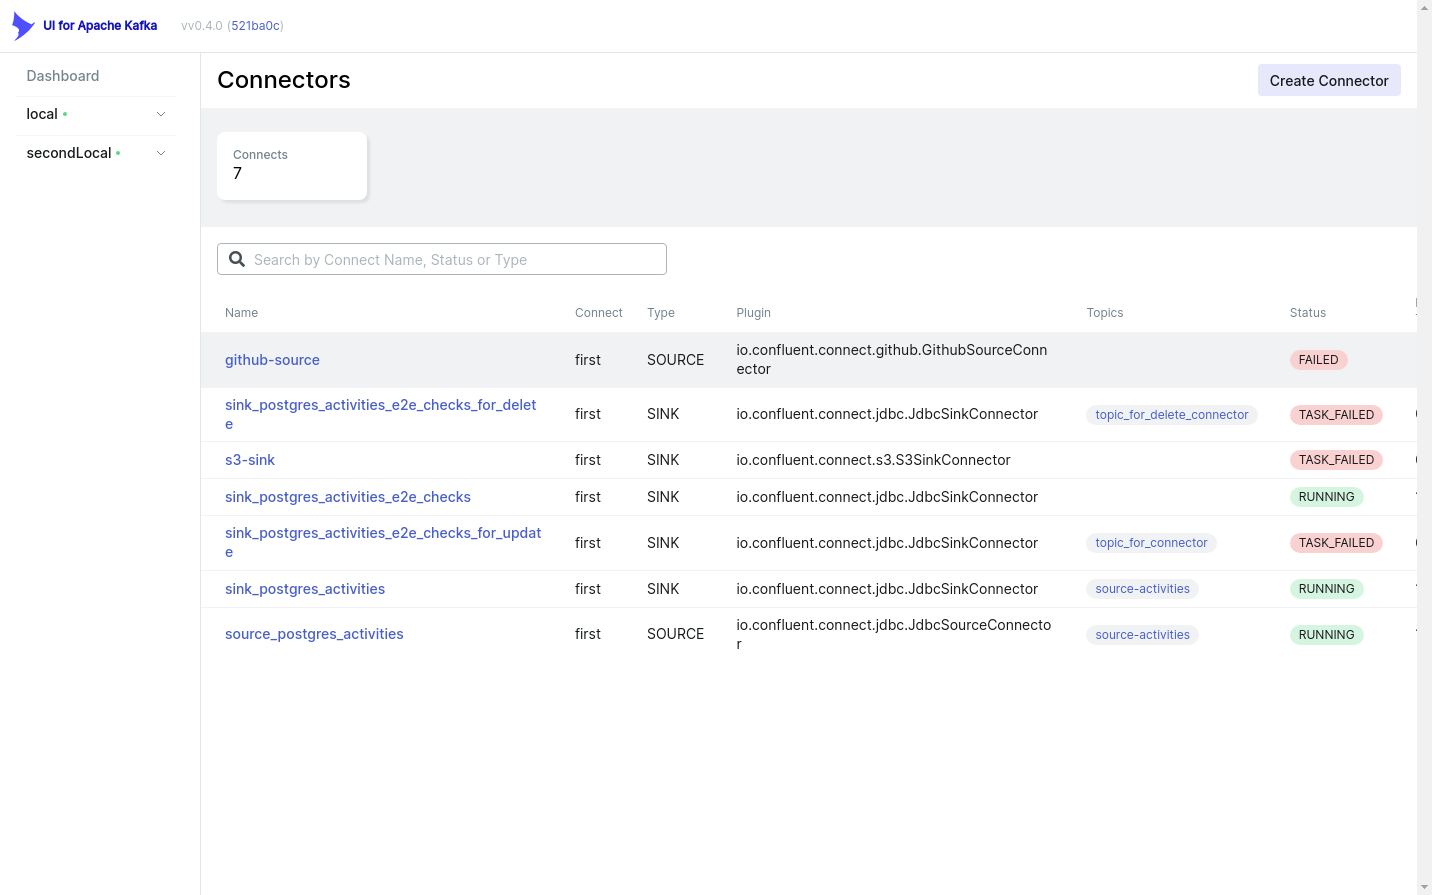 UI for Apache Kafka
vv0.4.0 (521ba0c)
Dashboard
local
secondLocal
Connectors
Create Connector
Connects
7
Search by Connect Name, Status or Type
Name Connect Type Plugin Topics Status
github-source first SOURCE io.confluent.connect.github.GithubSourceConn
ector FAILED
sink_postgres_activities_e2e_checks_for_delet
e first SINK io.confluent.connect.jdbc.JdbcSinkConnector topic_for_delete_connector TASK_FAILED
s3-sink first SINK io.confluent.connect.s3.S3SinkConnector TASK_FAILED
sink_postgres_activities_e2e_checks first SINK io.confluent.connect.jdbc.JdbcSinkConnector RUNNING
sink_postgres_activities_e2e_checks_for_updat
e first SINK io.confluent.connect.jdbc.JdbcSinkConnector topic_for_connector TASK_FAILED
sink_postgres_activities first SINK io.confluent.connect.jdbc.JdbcSinkConnector source-activities RUNNING
source_postgres_activities first SOURCE io.confluent.connect.jdbc.JdbcSourceConnecto
r source-activities RUNNING